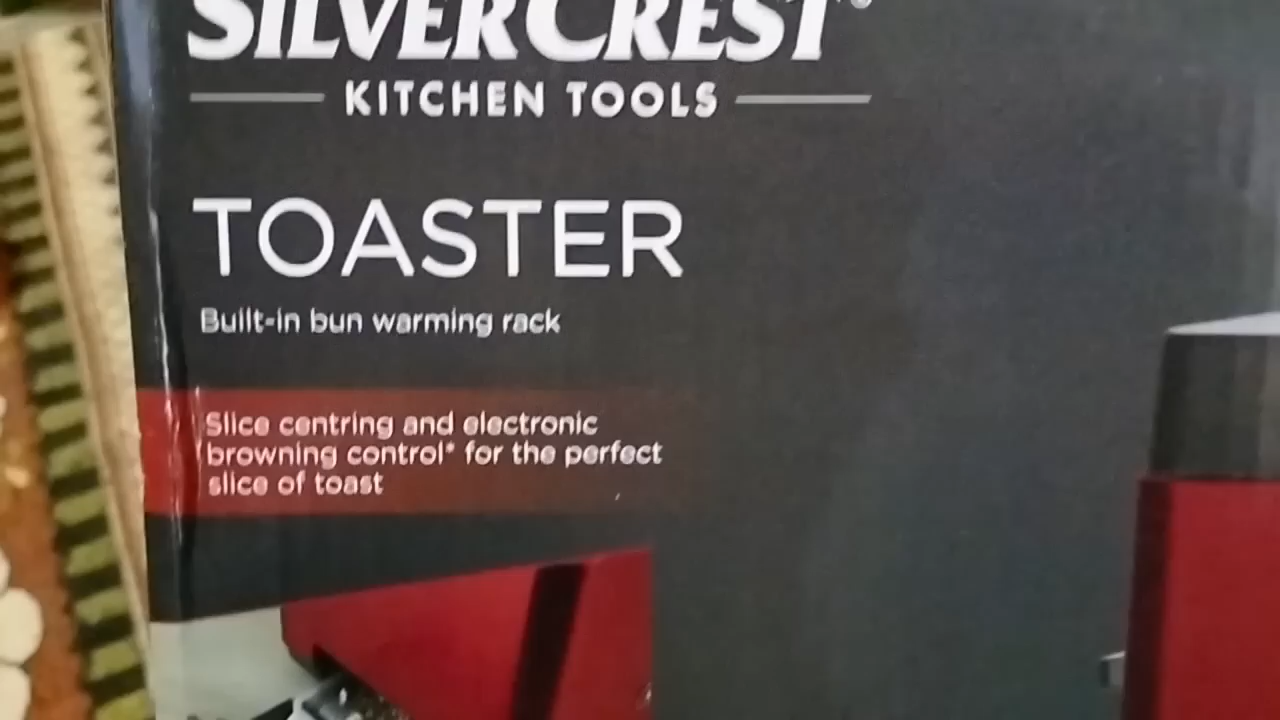 SILVERCREST®
KITCHEN TOOLS
TOASTER
Built-in bun warming rack
Slice centring and electronic
browning control* for the perfect
slice of toast